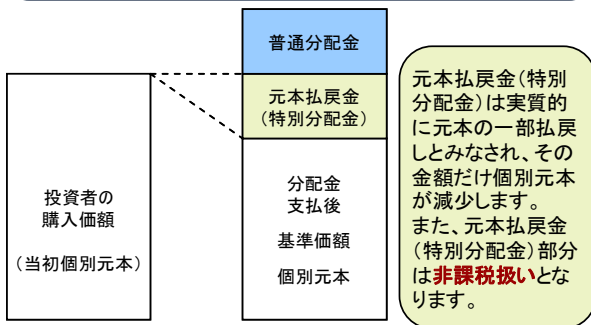 普通分配金
元本払戻金
(特別分配金)
投資者の
購入価額
(当初個別元本)
分配金
支払後
基準価額
個別元本
元本払戻金(特別
分配金)は実質的
に元本の一部払戻
しとみなされ、その
金額だけ個別元本
が減少します。
また、元本払戻金
(特別分配金)部分
は非課税扱いとな
ります。